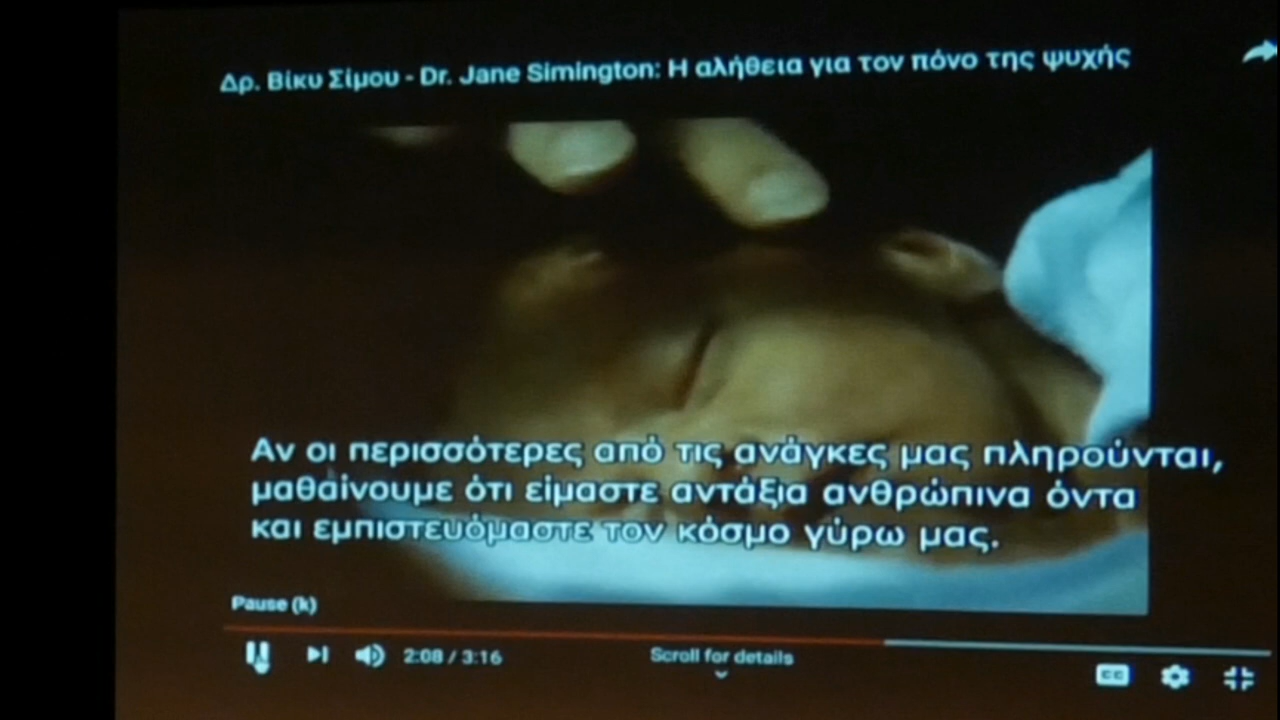 Δρ. Βίκυ Σίμου - Dr. Jane Simington: Η αλήθεια για τον πόνο της ψυχής
Αν οι περισσότερες από τις ανάγκες μας πληρούνται,
μαθαίνουμε ότι είμαστε αντάξια ανθρώπινα όντα
και εμπιστευόμαστε τον κόσμο γύρω μας.
Pause (k)
2:08 / 3:16
Scroll for details
CC